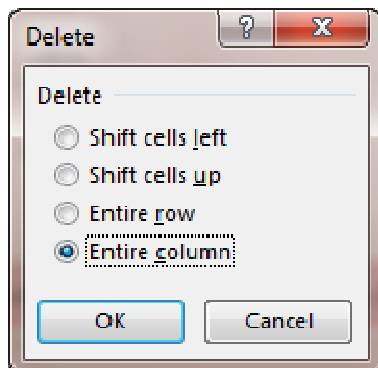 Delete
Delete
Shift cells left
Shift cells up
Entire row
Entire column
OK
Cancel